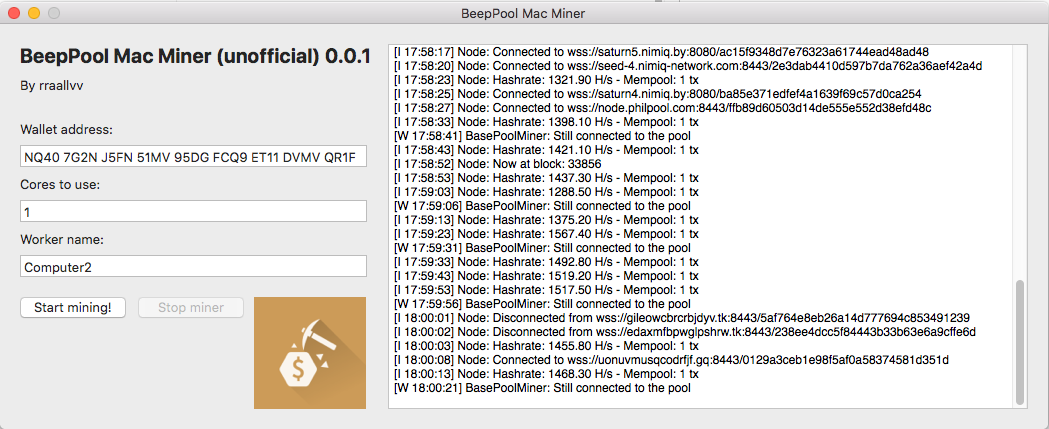 BeepPool Mac Miner
BeepPool Mac Miner (unofficial) 0.0.1
By rraallvv
Wallet address:
NQ40 7G2N J5FN 51MV 95DG FCQ9 ET11 DVMV QR1F
Cores to use:
1
Worker name:
Computer2
Start mining!
Stop miner
[I 17:58:17] Node: Connected to wss://saturn5.nimiq.by:8080/ac15f9348d7e76323a61744ead48ad48
[I 17:58:20] Node: Connected to wss://seed-4.nimiq-network.com:8443/2e3dab4410d597b7da762a36aef42a4d
[I 17:58:23] Node: Hashrate: 1321.90 H/s - Mempool: 1 tx
[I 17:58:25] Node: Connected to wss://saturn4.nimiq.by:8080/ba85e371edfef4a1639f69c57d0ca254
[I 17:58:27] Node: Connected to wss://node.philpool.com:8443/ffb89d60503d14de555e552d38efd48c
[I 17:58:33] Node: Hashrate: 1398.10 H/s - Mempool: 1 tx
[W 17:58:41] BasePoolMiner: Still connected to the pool
[I 17:58:43] Node: Hashrate: 1421.10 H/s - Mempool: 1 tx
[I 17:58:52] Node: Now at block: 33856
[I 17:58:53] Node: Hashrate: 1437.30 H/s - Mempool: 1 tx
[I 17:59:03] Node: Hashrate: 1288.50 H/s - Mempool: 1 tx
[W 17:59:06] BasePoolMiner: Still connected to the pool
[I 17:59:13] Node: Hashrate: 1375.20 H/s - Mempool: 1 tx
[I 17:59:23] Node: Hashrate: 1567.40 H/s - Mempool: 1 tx
[W 17:59:31] BasePoolMiner: Still connected to the pool
[I 17:59:33] Node: Hashrate: 1492.80 H/s - Mempool: 1 tx
[I 17:59:43] Node: Hashrate: 1519.20 H/s - Mempool: 1 tx
[I 17:59:53] Node: Hashrate: 1517.50 H/s - Mempool: 1 tx
[W 17:59:56] BasePoolMiner: Still connected to the pool
[I 18:00:01] Node: Disconnected from wss://gileowcbrcrbjdyv.tk:8443/5af764e8eb26a14d777694c853491239
[I 18:00:02] Node: Disconnected from wss://edaxmfbpwglpshrw.tk:8443/238ee4dcc5f84443b33b63e6a9cffe6d
[I 18:00:03] Node: Hashrate: 1455.80 H/s - Mempool: 1 tx
[I 18:00:08] Node: Connected to wss://uonuvmusqcodrfjf.gq:8443/0129a3ceb1e98f5af0a58374581d351d
[I 18:00:13] Node: Hashrate: 1468.30 H/s - Mempool: 1 tx
[W 18:00:21] BasePoolMiner: Still connected to the pool
$